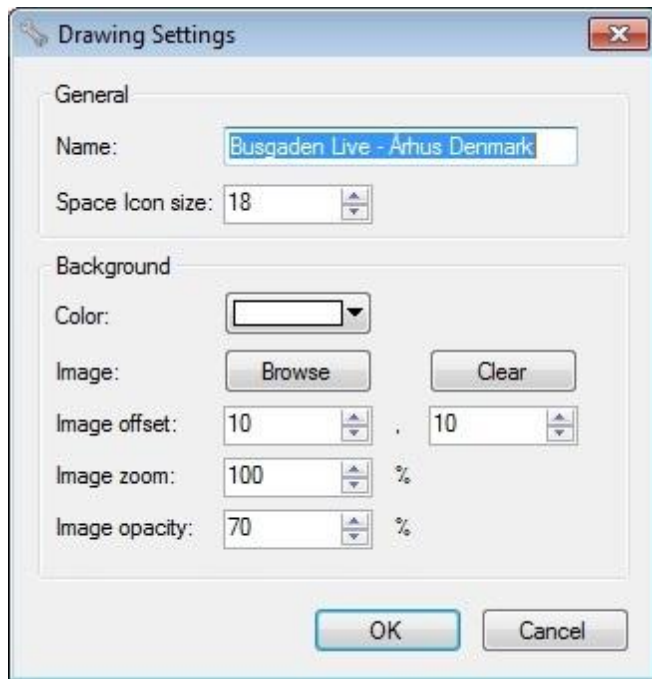 Drawing Settings
General
Name: Busgaden Live - Århus Denmark
Space Icon size: 18
Background
Color:
Image: Browse Clear
Image offset: 10 , 10
Image zoom: 100 %
Image opacity: 70 %
OK Cancel